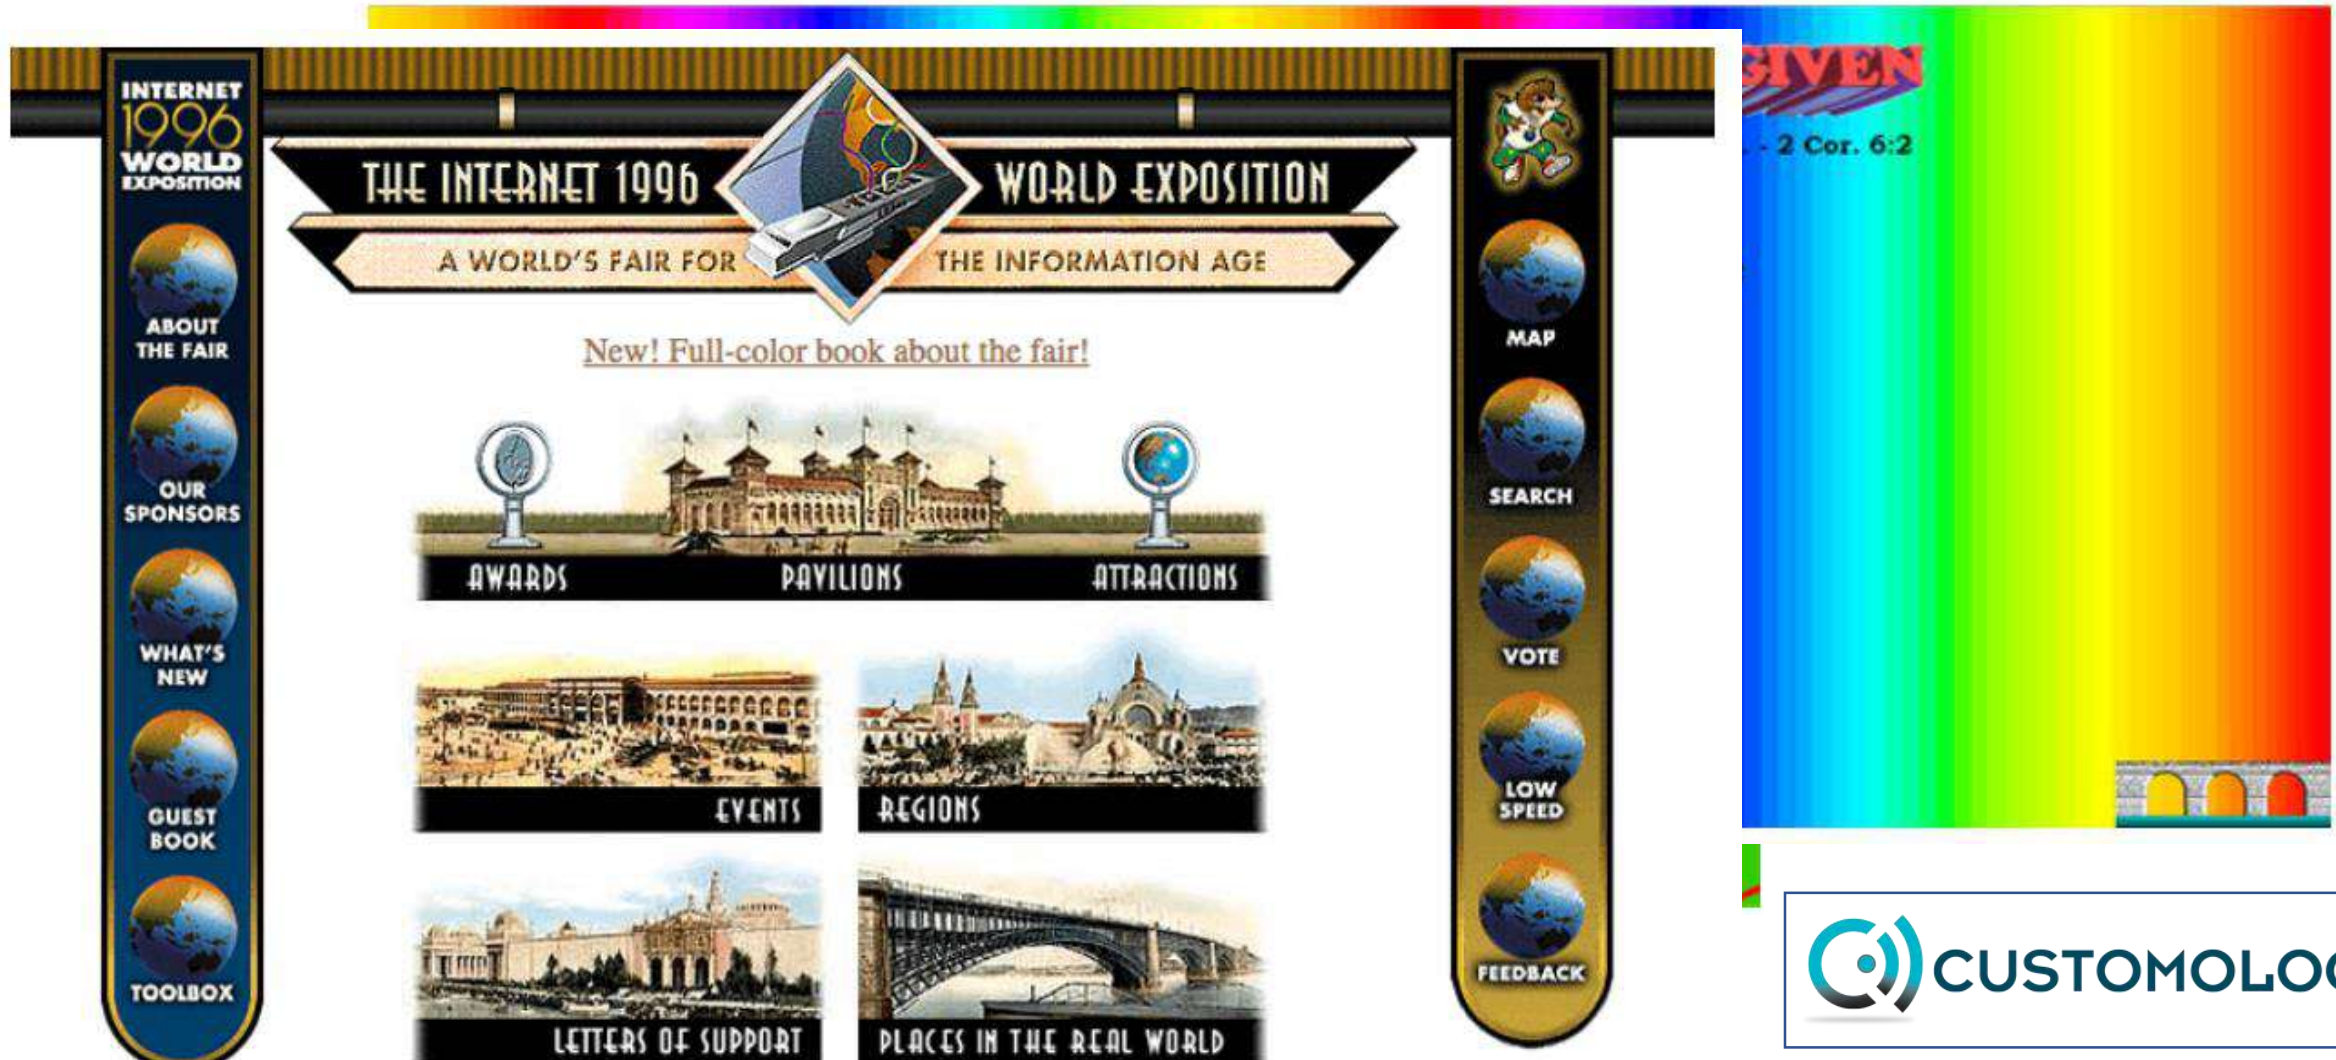 INTERNET
1996
WORLD
EXPOSITION
ABOUT
THE FAIR
OUR
SPONSORS
WHAT'S
NEW
GUEST
BOOK
TOOLBOX
THE INTERNET 1996 WORLD EXPOSITION
A WORLD'S FAIR FOR THE INFORMATION AGE
New! Full-color book about the fair!
AWARDS PAVILIONS ATTRACTIONS
EVENTS REGIONS
LETTERS OF SUPPORT PLACES IN THE REAL WORLD
MAP
SEARCH
VOTE
LOW
SPEED
FEEDBACK
GIVEN
- 2 Cor. 6:2
CUSTOMOLO